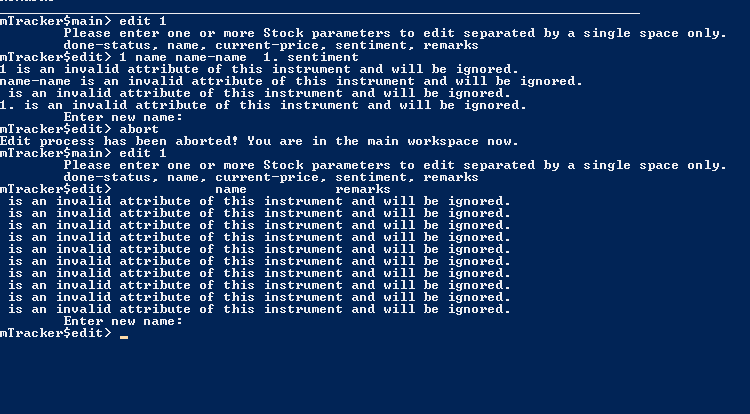 mTracker$main> edit 1
        Please enter one or more Stock parameters to edit separated by a single space only.
        done-status, name, current-price, sentiment, remarks
mTracker$edit> 1 name name-name  1. sentiment
1 is an invalid attribute of this instrument and will be ignored.
name-name is an invalid attribute of this instrument and will be ignored.
 is an invalid attribute of this instrument and will be ignored.
1. is an invalid attribute of this instrument and will be ignored.
        Enter new name:
mTracker$edit> abort
Edit process has been aborted! You are in the main workspace now.
mTracker$main> edit 1
        Please enter one or more Stock parameters to edit separated by a single space only.
        done-status, name, current-price, sentiment, remarks
mTracker$edit>             name           remarks
 is an invalid attribute of this instrument and will be ignored.
 is an invalid attribute of this instrument and will be ignored.
 is an invalid attribute of this instrument and will be ignored.
 is an invalid attribute of this instrument and will be ignored.
 is an invalid attribute of this instrument and will be ignored.
 is an invalid attribute of this instrument and will be ignored.
 is an invalid attribute of this instrument and will be ignored.
 is an invalid attribute of this instrument and will be ignored.
 is an invalid attribute of this instrument and will be ignored.
 is an invalid attribute of this instrument and will be ignored.
        Enter new name:
mTracker$edit>